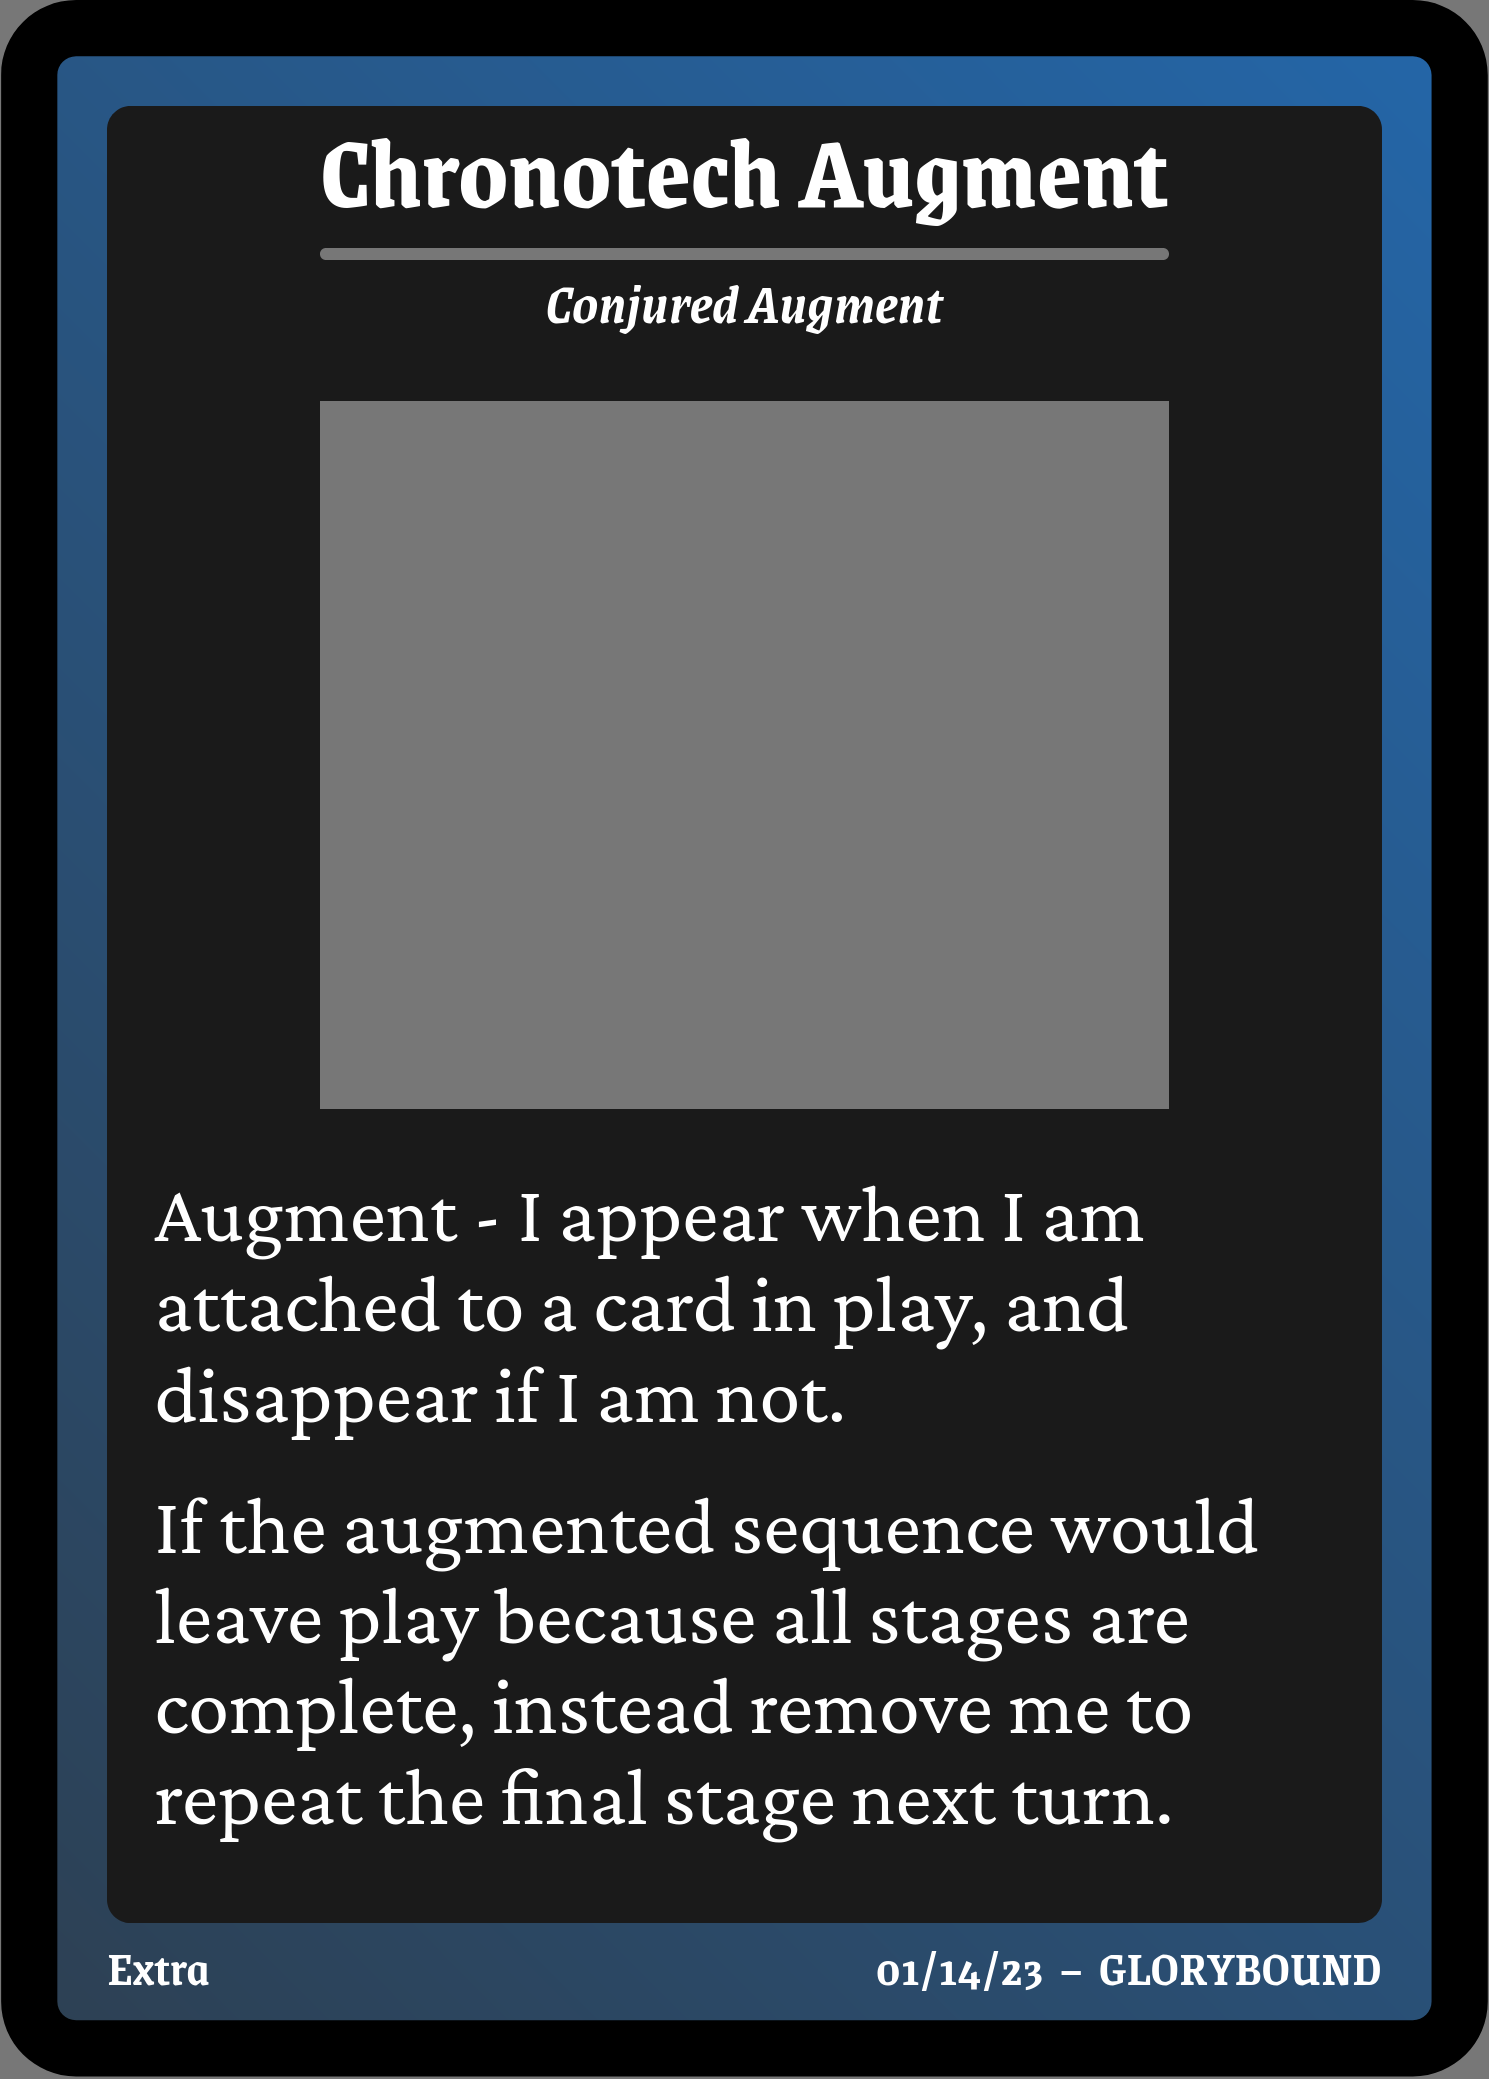 Chronotech Augment
Conjured Augment
Augment - I appear when I am
attached to a card in play, and
disappear if I am not.
If the augmented sequence would
leave play because all stages are
complete, instead remove me to
repeat the final stage next turn.
Extra
01/14/23 – GLORYBOUND